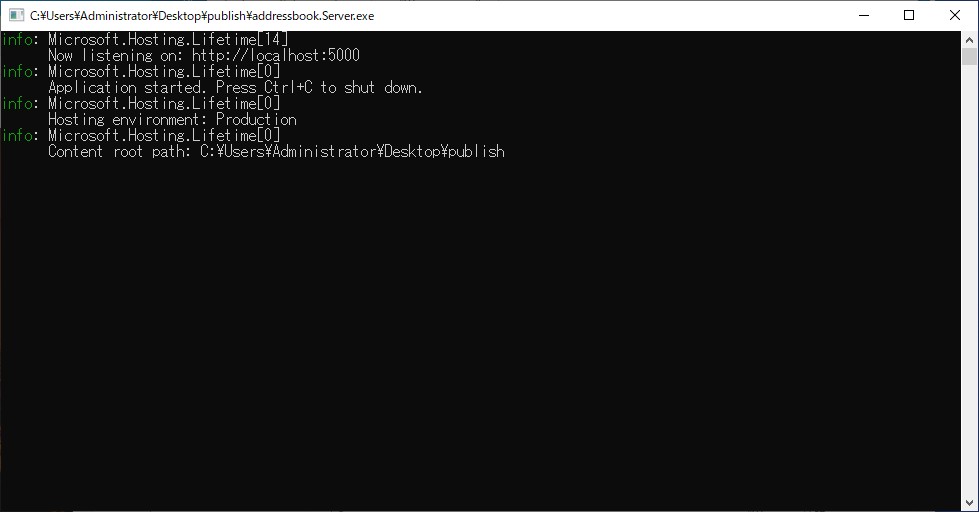 C:¥Users¥Administrator¥Desktop¥publish¥addressbook.Server.exe
info: Microsoft.Hosting.Lifetime[14]
Now listening on: http://localhost:5000
info: Microsoft.Hosting.Lifetime[0]
Application started. Press Ctrl+C to shut down.
info: Microsoft.Hosting.Lifetime[0]
Hosting environment: Production
info: Microsoft.Hosting.Lifetime[0]
Content root path: C:¥Users¥Administrator¥Desktop¥publish